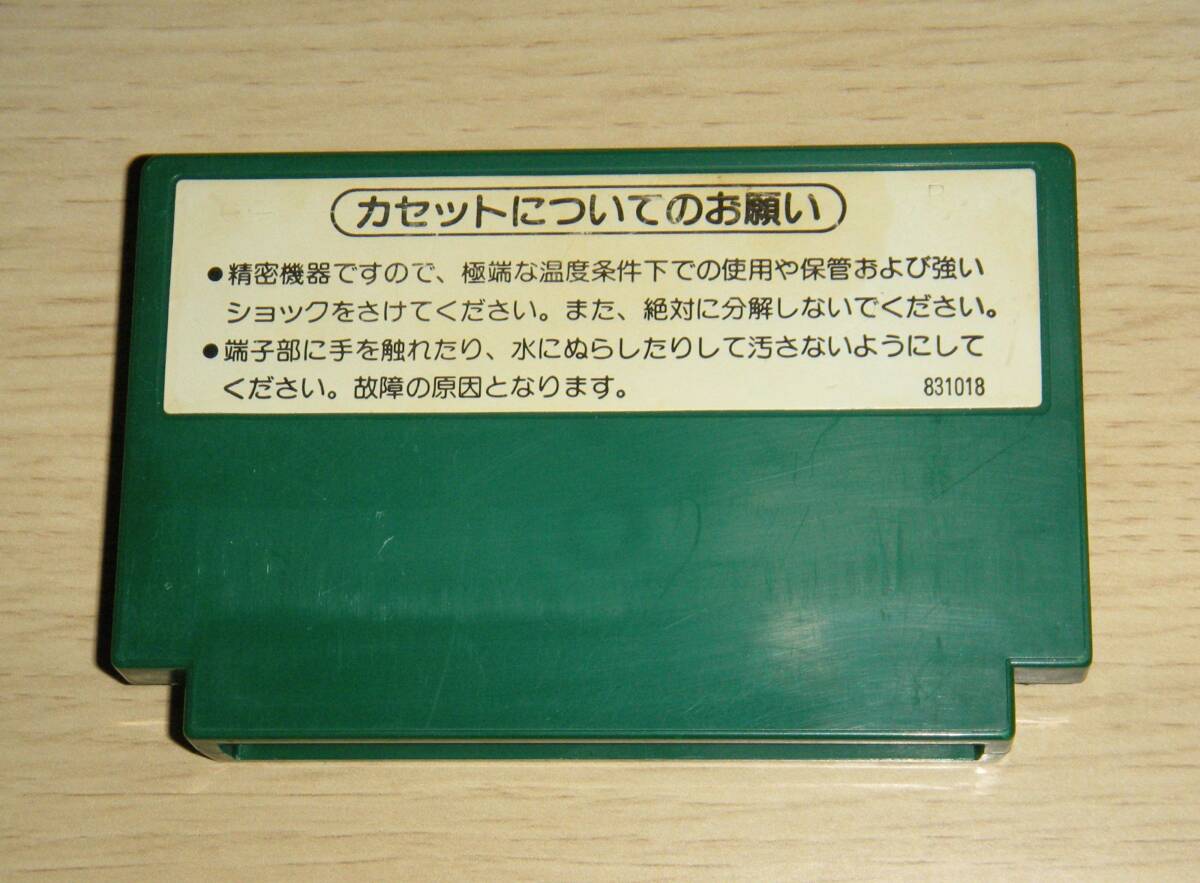 カセットについてのお願い
●精密機器ですので、極端な温度条件下での使用や保管および強い
ショックをさけてください。また、絶対に分解しないでください。
●端子部に手を触れたり、水にぬらしたりして汚さないようにして
ください。故障の原因となります。 831018